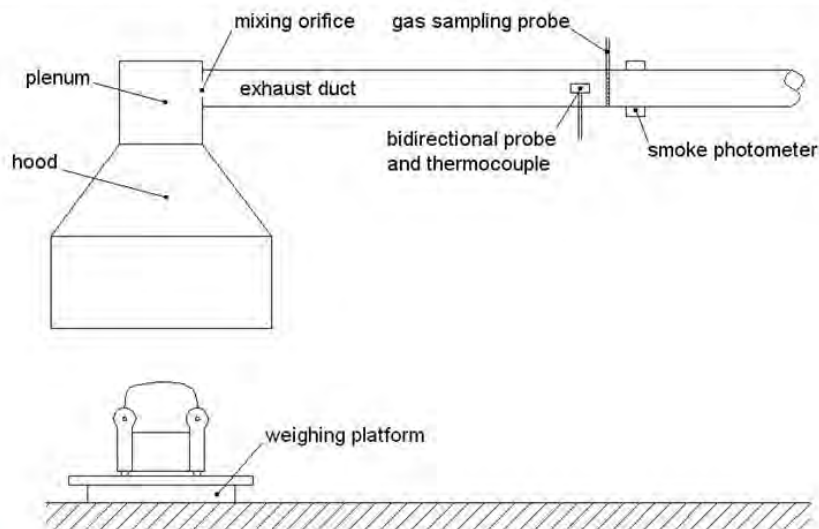 mixing orifice
gas sampling probe
plenum
exhaust duct
hood
bidirectional probe
and thermocouple
smoke photometer
weighing platform